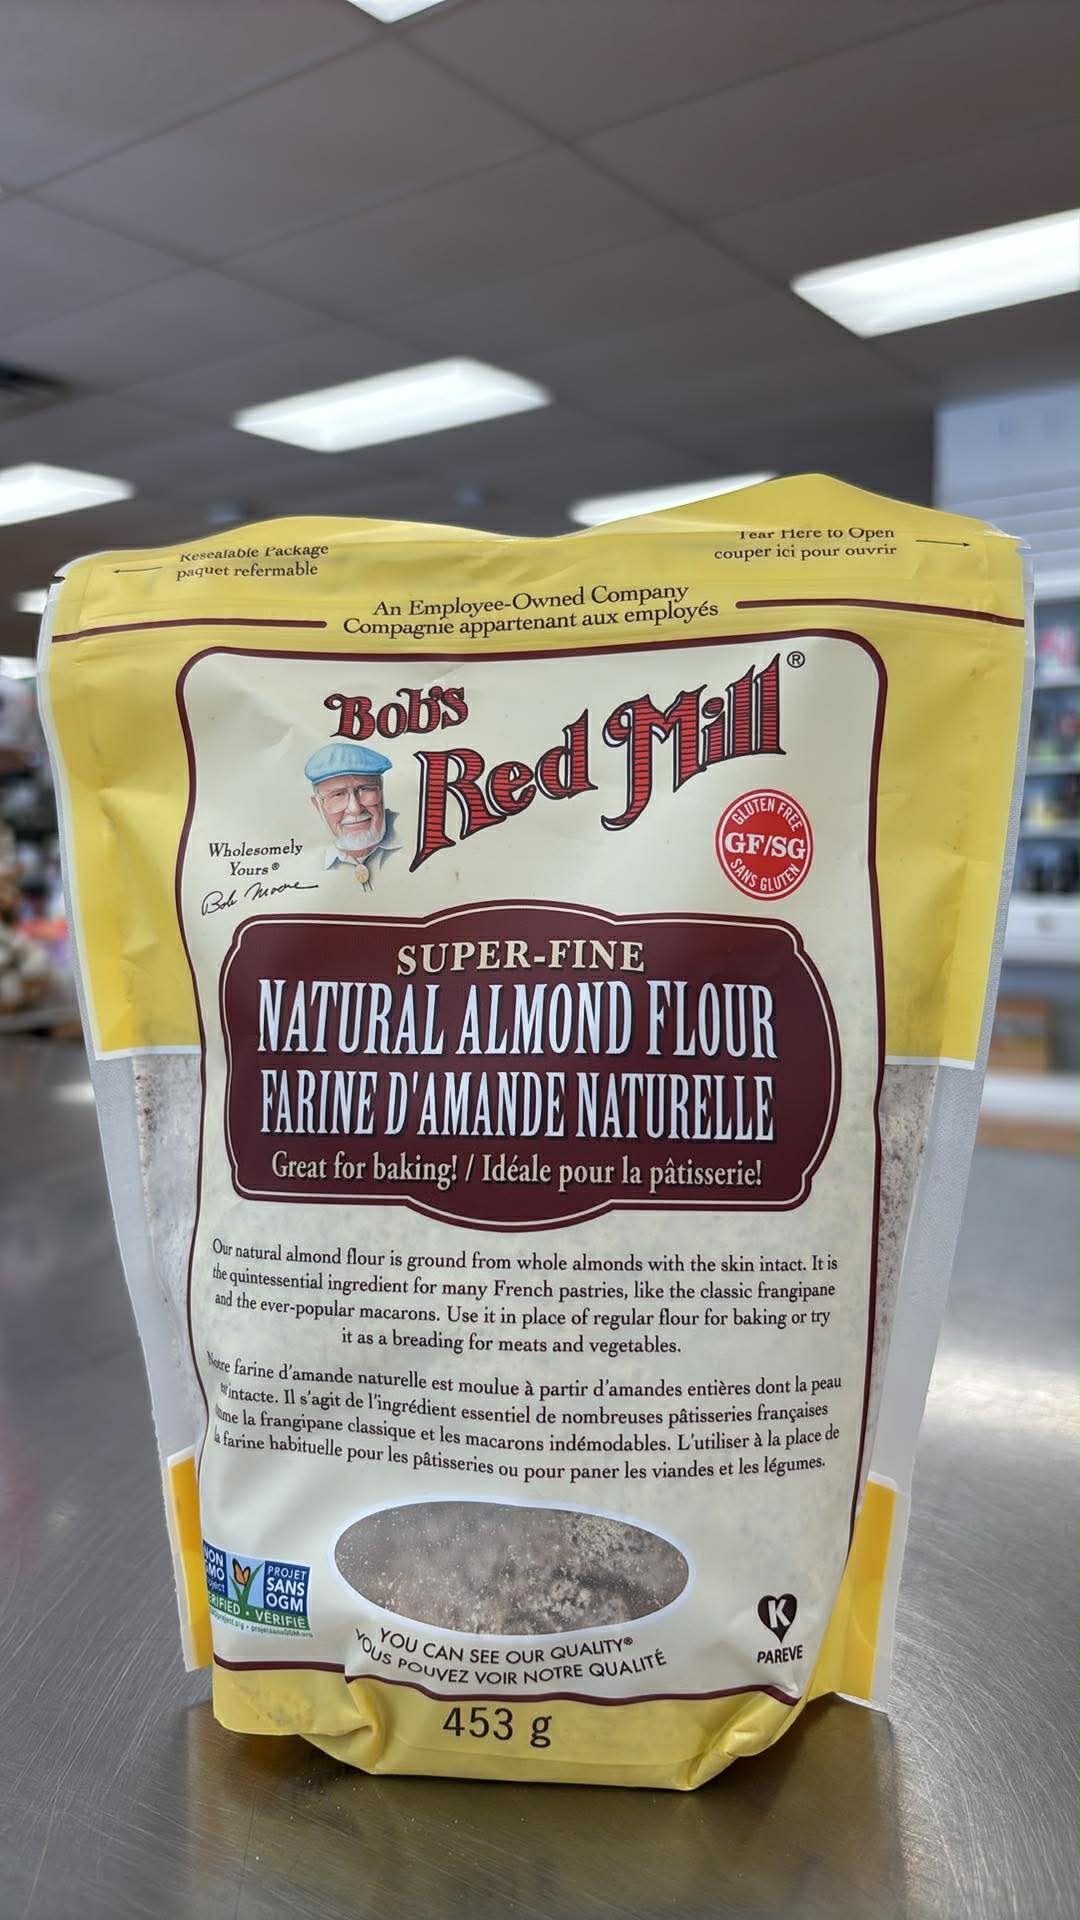 Resealable Package
paquet refermable
Tear Here to Open
couper ici pour ouvrir
An Employee-Owned Company
Compagnie appartenant aux employés
Bob's
Red Mill®
Wholesomely
Yours®
Bob Moore
GLUTEN FREE
GF/SG
SANS GLUTEN
SUPER-FINE
NATURAL ALMOND FLOUR
FARINE D'AMANDE NATURELLE
Great for baking! / Idéale pour la pâtisserie!
Our natural almond flour is ground from whole almonds with the skin intact. It is
the quintessential ingredient for many French pastries, like the classic frangipane
and the ever-popular macarons. Use it in place of regular flour for baking or try
it as a breading for meats and vegetables.
Notre farine d'amande naturelle est moulue à partir d'amandes entières dont la peau
intacte. Il s'agit de l'ingrédient essentiel de nombreuses pâtisseries françaises
la frangipane classique et les macarons indémodables. L'utiliser à la place de
la farine habituelle pour les pâtisseries ou pour paner les viandes et les légumes.
NON
GMO
PROJET
SANS
OGM
VÉRIFIÉ
YOU CAN SEE OUR QUALITY®
VOUS POUVEZ VOIR NOTRE QUALITÉ
K
PAREVE
453 g